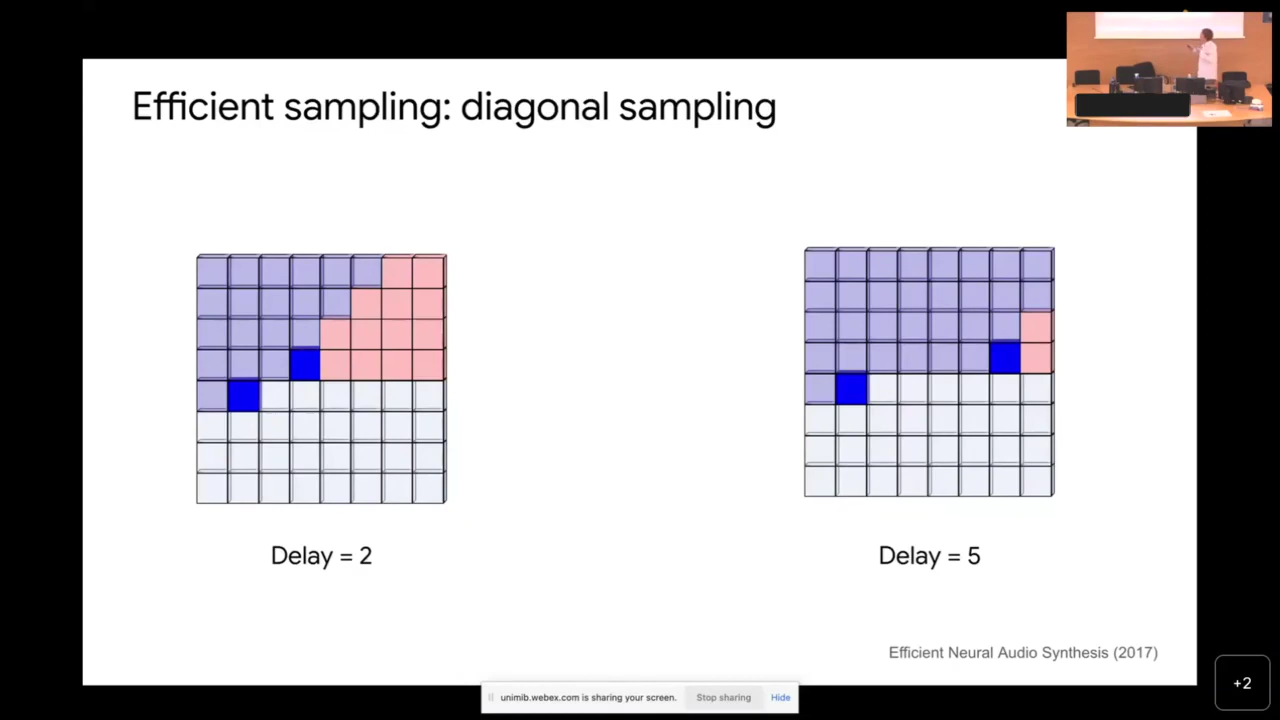 Efficient sampling: diagonal sampling
Delay = 2
Delay = 5
Efficient Neural Audio Synthesis (2017)
unimib.webex.com is sharing your screen.
Stop sharing
Hide
+2